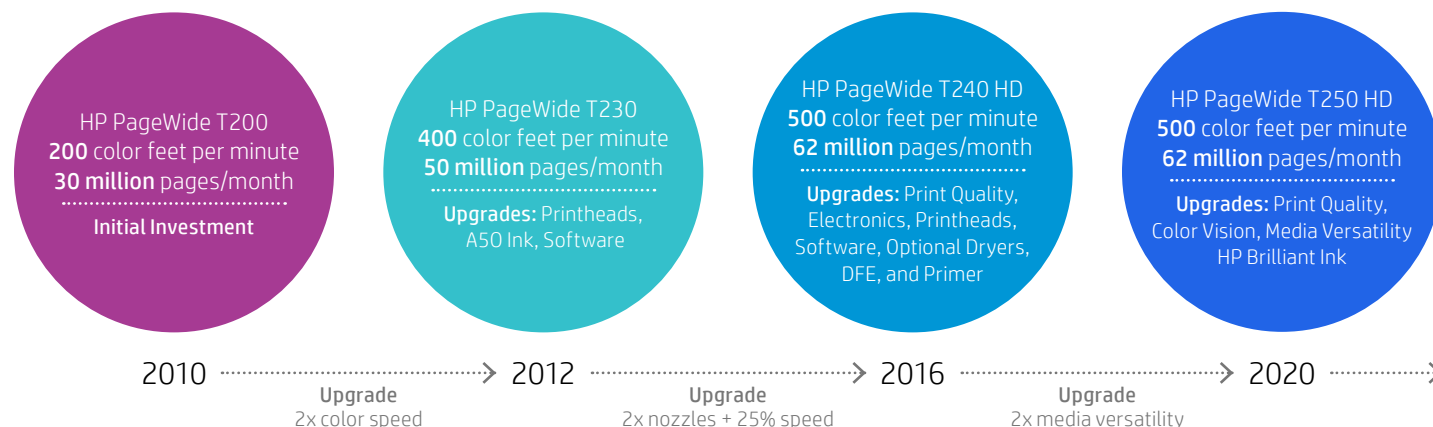 HP PageWide T200
200 color feet per minute
30 million pages/month
Initial Investment
HP PageWide T230
400 color feet per minute
50 million pages/month
Upgrades: Printheads,
A50 Ink, Software
HP PageWide T240 HD
500 color feet per minute
62 million pages/month
Upgrades: Print Quality,
Electronics, Printheads,
Software, Optional Dryers,
DFE, and Primer
HP PageWide T250 HD
500 color feet per minute
62 million pages/month
Upgrades: Print Quality,
Color Vision, Media Versatility
HP Brilliant Ink
2010
Upgrade
2x color speed
2012
Upgrade
2x nozzles + 25% speed
2016
Upgrade
2x media versatility
2020